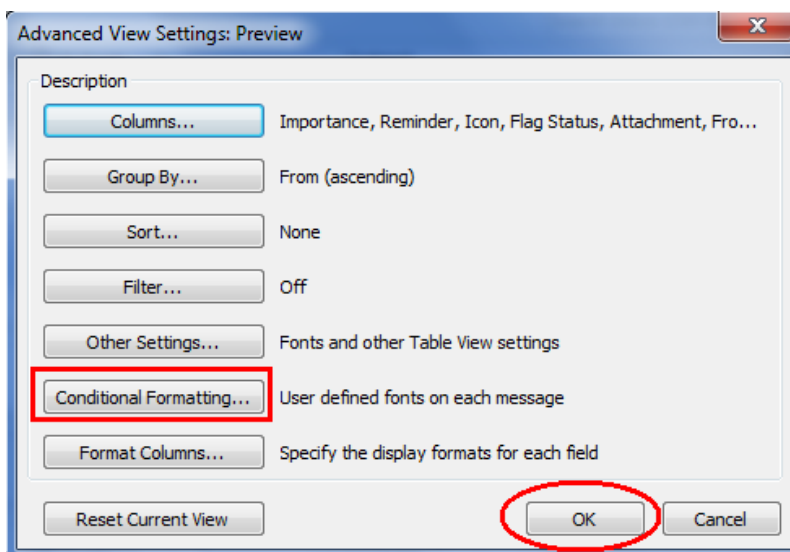 Advanced View Settings: Preview
Description
Columns... Importance, Reminder, Icon, Flag Status, Attachment, Fro...
Group By... From (ascending)
Sort... None
Filter... Off
Other Settings... Fonts and other Table View settings
Conditional Formatting... User defined fonts on each message
Format Columns... Specify the display formats for each field
Reset Current View OK Cancel